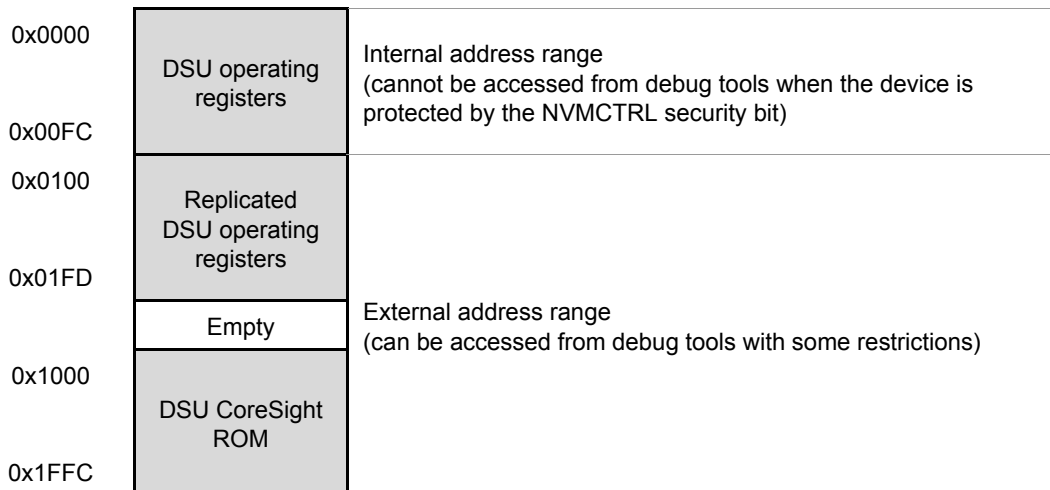 0x0000
DSU operating
registers
Internal address range
(cannot be accessed from debug tools when the device is
protected by the NVMCTRL security bit)
0x00FC
0x0100
Replicated
DSU operating
registers
0x01FD
Empty
External address range
(can be accessed from debug tools with some restrictions)
0x1000
DSU CoreSight
ROM
0x1FFC